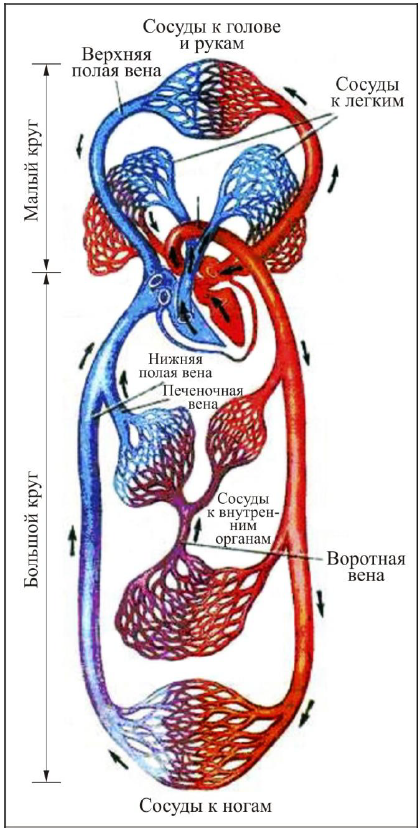 Сосуды к голове
и рукам
Верхняя
полая вена
Сосуды
к легким
Малый круг
Нижняя
полая вена
Печеночная
вена
Большой круг
Сосуды
к внутрен-
ним
органам
Воротная
вена
Сосуды к ногам